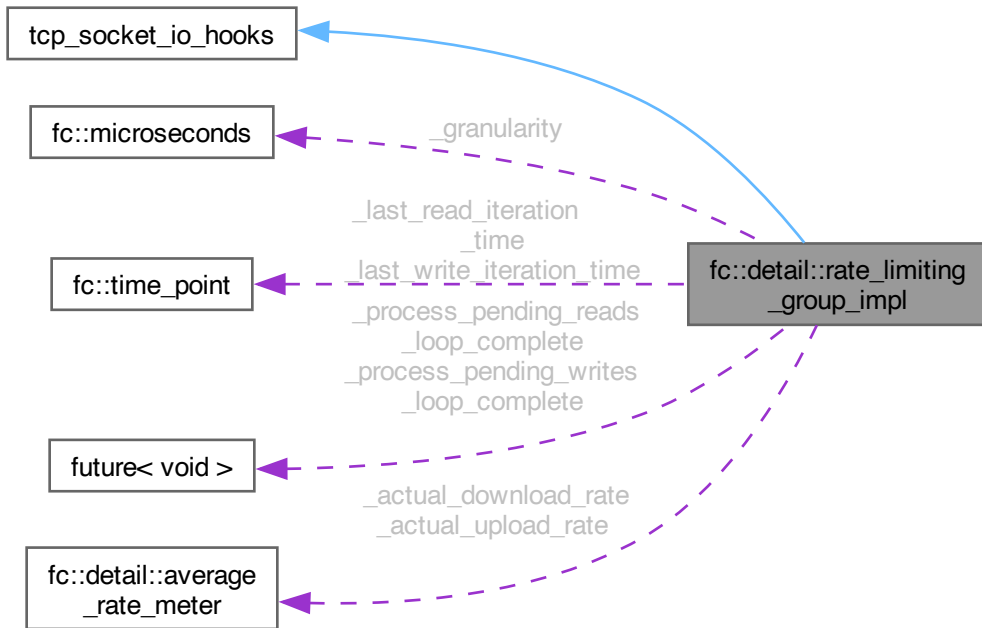 tcp_socket_io_hooks
fc::microseconds
_granularity
_last_read_iteration
_time
_last_write_iteration_time
fc::time_point
fc::detail::rate_limiting
_group_impl
_process_pending_reads
_loop_complete
_process_pending_writes
_loop_complete
future< void >
_actual_download_rate
_actual_upload_rate
fc::detail::average
_rate_meter